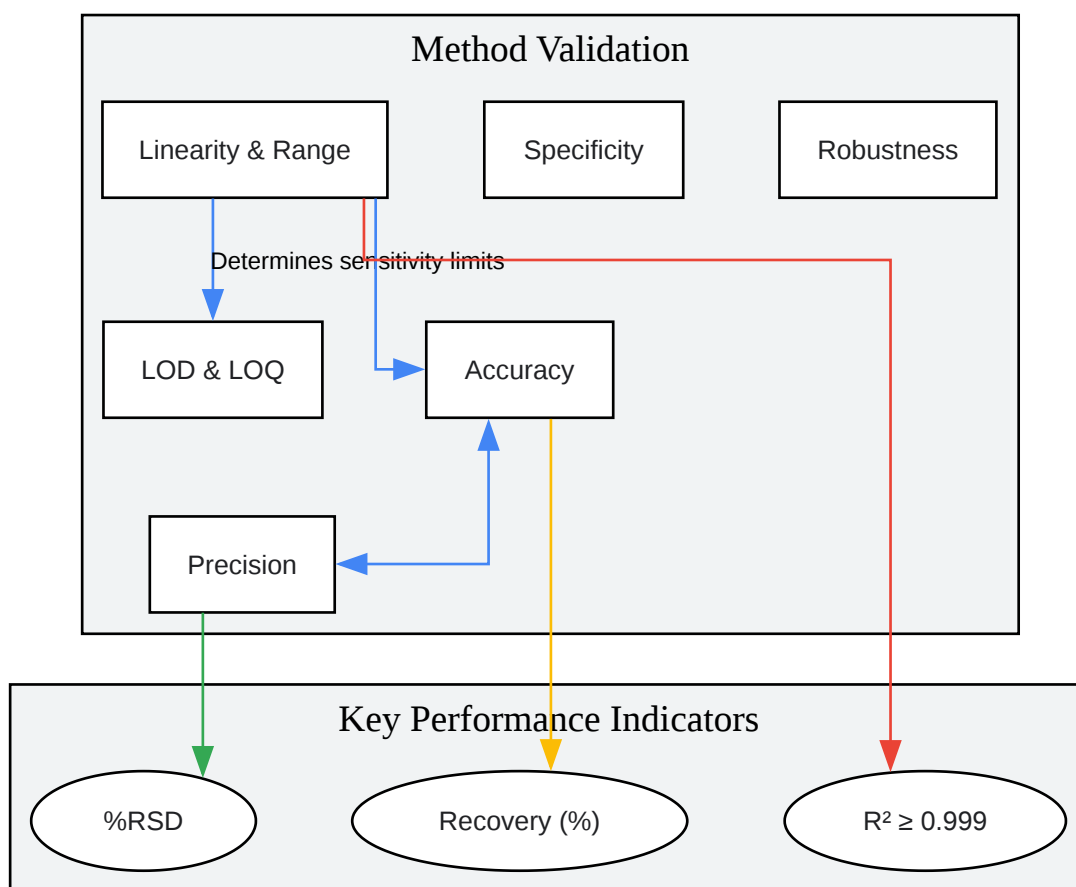 Method Validation
Linearity & Range
Specificity
Robustness
Determines sensitivity limits
LOD & LOQ
Accuracy
Precision
Key Performance Indicators
%RSD
Recovery (%)
R² ≥ 0.999